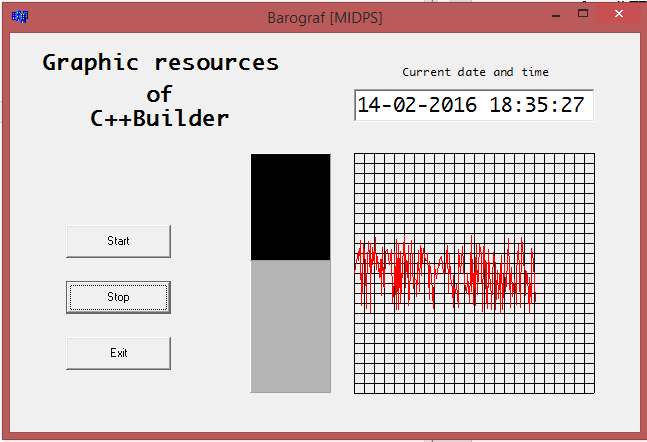 Barograf [MIDPS]
Graphic resources
of
C++Builder
Current date and time
14-02-2016 18:35:27
Start
Stop
Exit